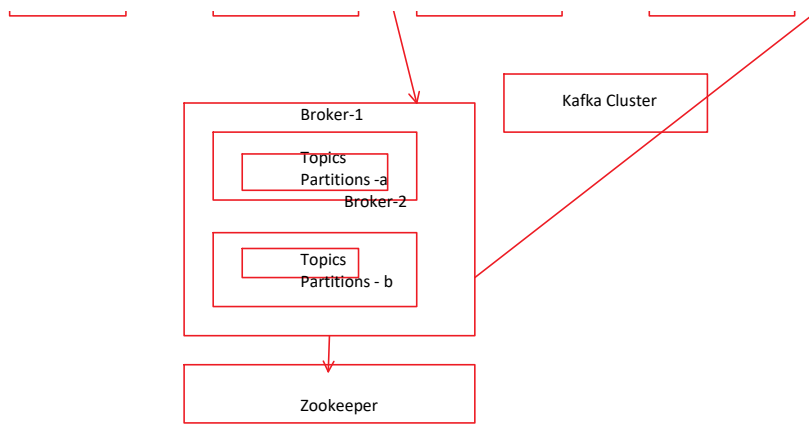 Kafka Cluster
Broker-1
Topics
Partitions -a
Broker-2
Topics
Partitions - b
Zookeeper